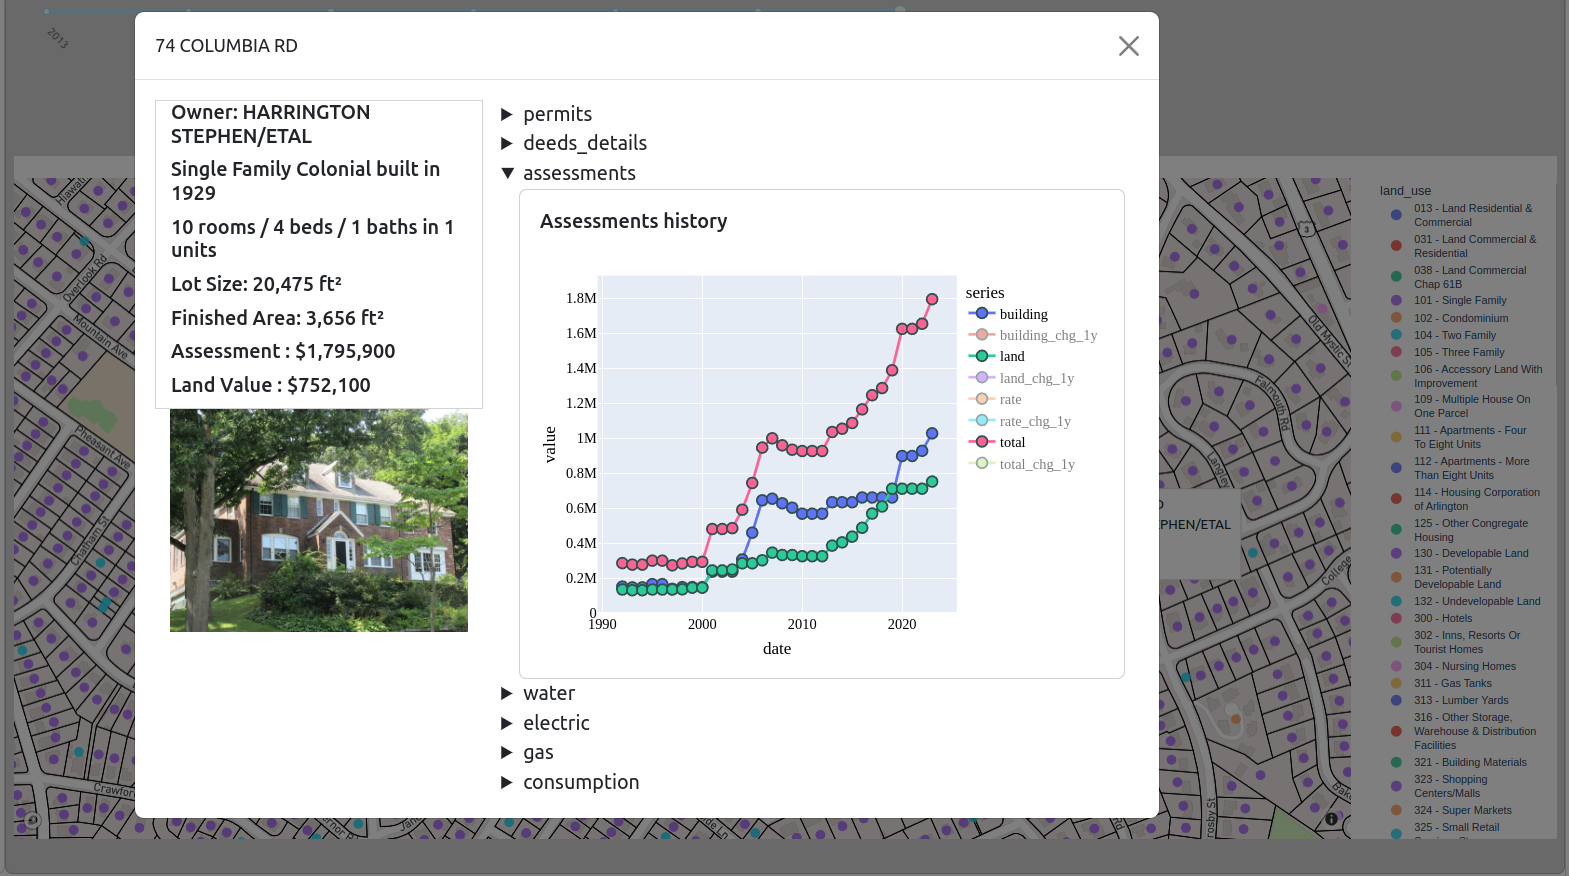 2013
74 COLUMBIA RD
Owner: HARRINGTON
STEPHEN/ETAL
Single Family Colonial built in
1929
10 rooms / 4 beds / 1 baths in 1
units
Lot Size: 20,475 ft²
Finished Area: 3,656 ft²
Assessment : $1,795,900
Land Value : $752,100
permits
deeds_details
assessments
Assessments history
1.8M
1.6M
1.4M
1.2M
1M
0.8M
0.6M
0.4M
0.2M
0
value
1990
2000
2010
2020
date
series
building
building_chg_1y
land
land_chg_1y
rate
rate_chg_1y
total
total_chg_1y
water
electric
gas
consumption
Overlook Rd
Mountain Ave
Pheasant Ave
Chatham St
Crawfor
3
Old Mystic S
Falmouth Rd
Langley
PHEN/ETAL
College
rosby St
Rd
land_use
013 - Land Residential &
Commercial
031 - Land Commercial &
Residential
038 - Land Commercial
Chap 61B
101 - Single Family
102 - Condominium
104 - Two Family
105 - Three Family
106 - Accessory Land With
Improvement
109 - Multiple House On
One Parcel
111 - Apartments - Four
To Eight Units
112 - Apartments - More
Than Eight Units
114 - Housing Corporation
of Arlington
125 - Other Congregate
Housing
130 - Developable Land
131 - Potentially
Developable Land
132 - Undevelopable Land
300 - Hotels
302 - Inns, Resorts Or
Tourist Homes
304 - Nursing Homes
311 - Gas Tanks
313 - Lumber Yards
316 - Other Storage,
Warehouse & Distribution
Facilities
321 - Building Materials
323 - Shopping
Centers/Malls
324 - Super Markets
325 - Small Retail